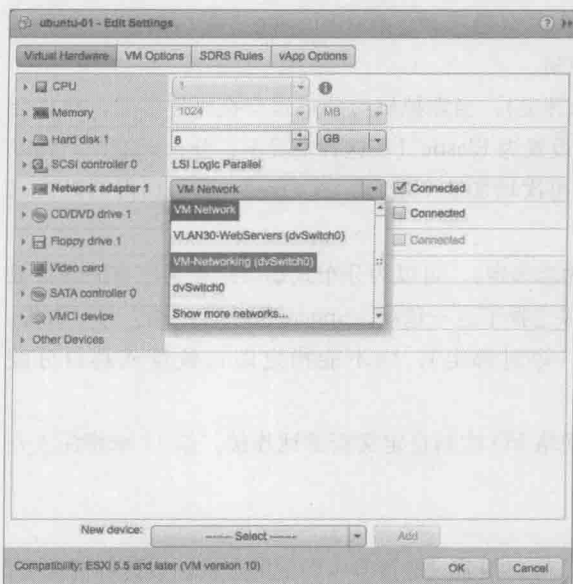 ubuntu-01 - Edit Settings
Virtual Hardware
VM Options
SDRS Rules
vApp Options
CPU
1
Memory
1024
MB
Hard disk 1
8
GB
SCSI controller 0
LSI Logic Parallel
Network adapter 1
VM Network
Connected
CD/DVD drive 1
VM Network
Connected
VLAN30-WebServers (dvSwitch0)
Floppy drive 1
Connected
Video card
VM-Networking (dvSwitch0)
SATA controller 0
dvSwitch0
VMCI device
Show more networks...
Other Devices
New device:
------- Select -------
Add
Compatibility: ESXi 5.5 and later (VM version 10)
OK
Cancel